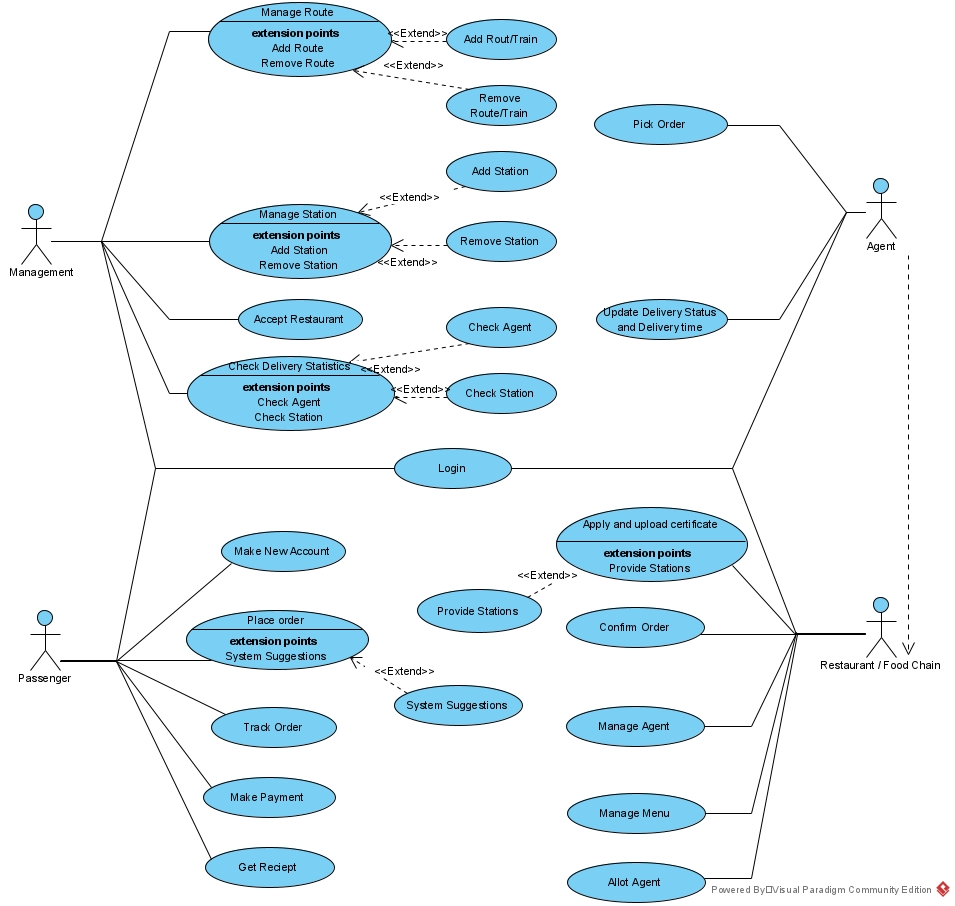 Manage Route
extension points
Add Route
Remove Route
<<Extend>>
Add Rout/Train
<<Extend>>
Remove
Route/Train
Pick Order
Add Station
<<Extend>>
Manage Station
extension points
Add Station
Remove Station
Remove Station
<<Extend>>
Management
Agent
Accept Restaurant
Update Delivery Status
and Delivery time
Check Agent
Check Delivery Statistics
<<Extend>>
extension points
Check Agent
Check Station
<<Extend>>
Check Station
Login
Apply and upload certificate
extension points
Provide Stations
Make New Account
<<Extend>>
Provide Stations
Place order
extension points
System Suggestions
Confirm Order
Passenger
Restaurant / Food Chain
<<Extend>>
System Suggestions
Track Order
Manage Agent
Make Payment
Manage Menu
Get Reciept
Allot Agent
Powered By Visual Paradigm Community Edition